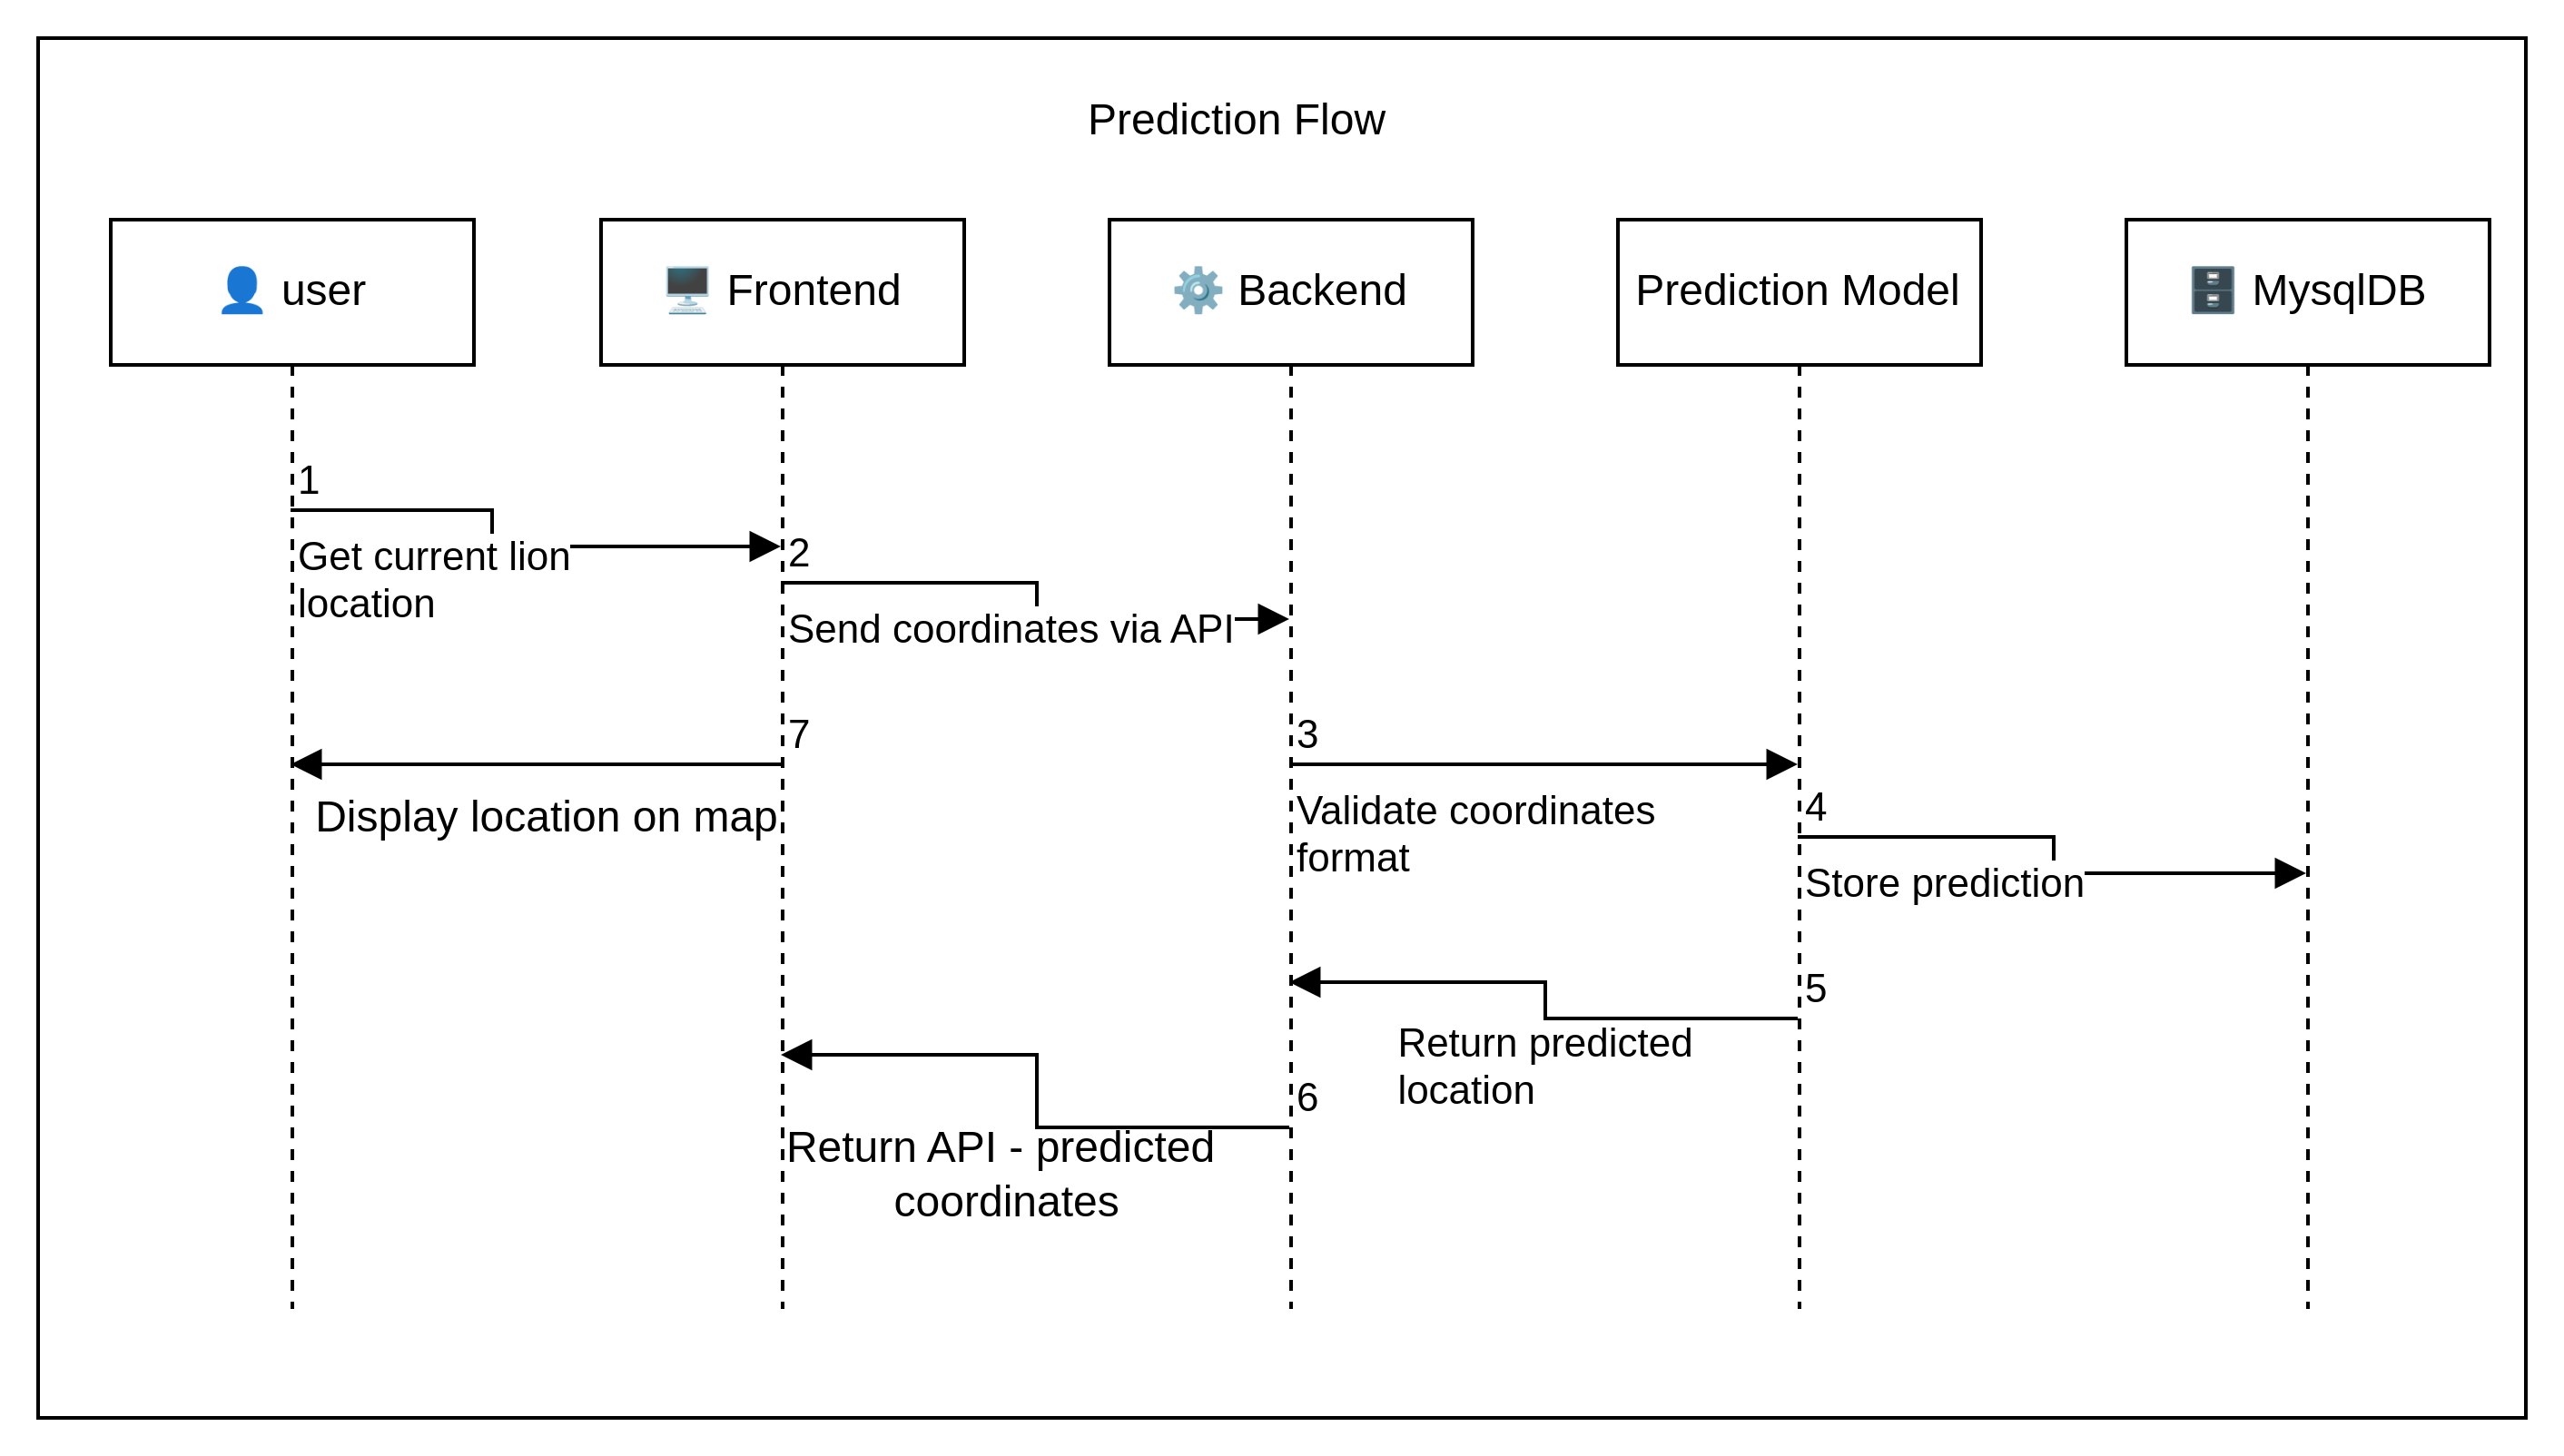 Prediction Flow
👤 user
🖥️ Frontend
⚙️ Backend
Prediction Model
🗄️ MysqlDB
1
Get current lion
location
2
Send coordinates via API
7
Display location on map
3
Validate coordinates
format
4
Store prediction
5
Return predicted
location
6
Return API - predicted
coordinates